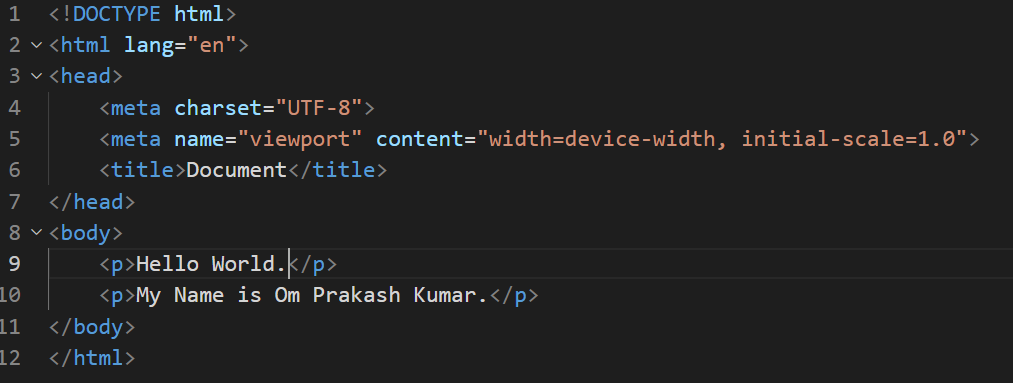 1 <!DOCTYPE html>
2 <html lang="en">
3 <head>
4     <meta charset="UTF-8">
5     <meta name="viewport" content="width=device-width, initial-scale=1.0">
6     <title>Document</title>
7 </head>
8 <body>
9     <p>Hello World.</p>
10     <p>My Name is Om Prakash Kumar.</p>
11 </body>
12 </html>